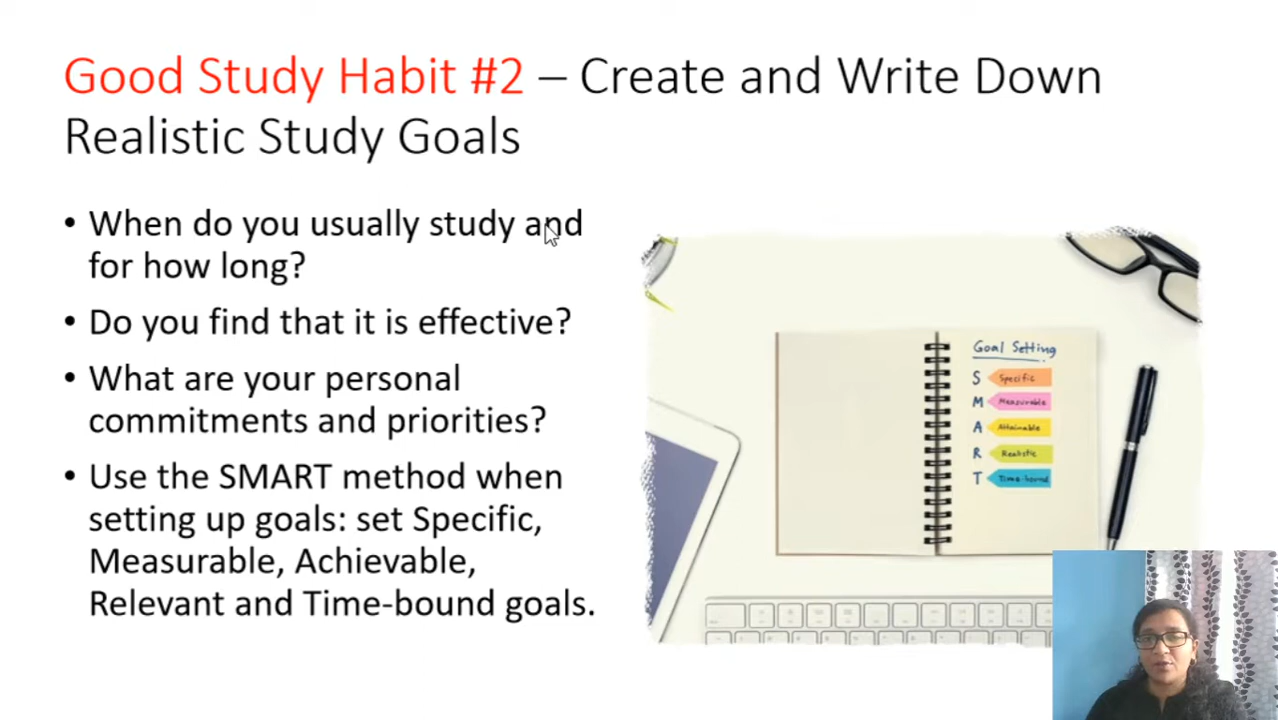 Good Study Habit #2 – Create and Write Down
Realistic Study Goals
• When do you usually study and
for how long?
• Do you find that it is effective?
• What are your personal
commitments and priorities?
• Use the SMART method when
setting up goals: set Specific,
Measurable, Achievable,
Relevant and Time-bound goals.
Goal Setting
S Specific
M Measurable
A Attainable
R Realistic
T Time-bound